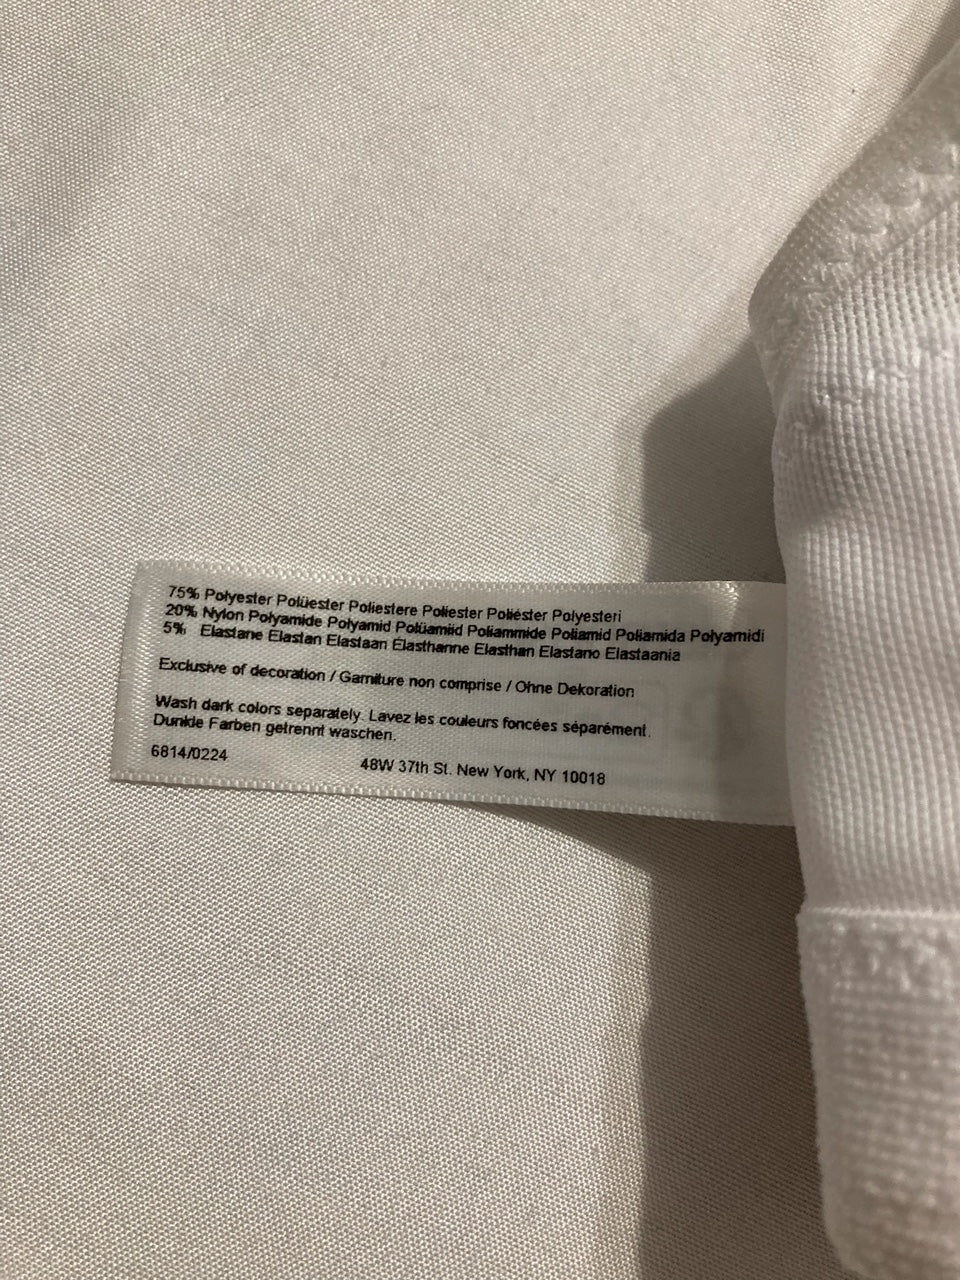 75% Polyester Polüester Poliestere Poliester Poliéster Polyesteri
20% Nylon Polyamide Polyamid Polüamiid Poliammide Poliamid Poliamida Polyamidi
5% Elastane Elastan Elastaan Élasthanne Elasthan Elastano Elastaania
Exclusive of decoration / Garniture non comprise / Ohne Dekoration
Wash dark colors separately. Lavez les couleurs foncées séparément.
Dunkle Farben getrennt waschen.
6814/0224 48W 37th St. New York, NY 10018